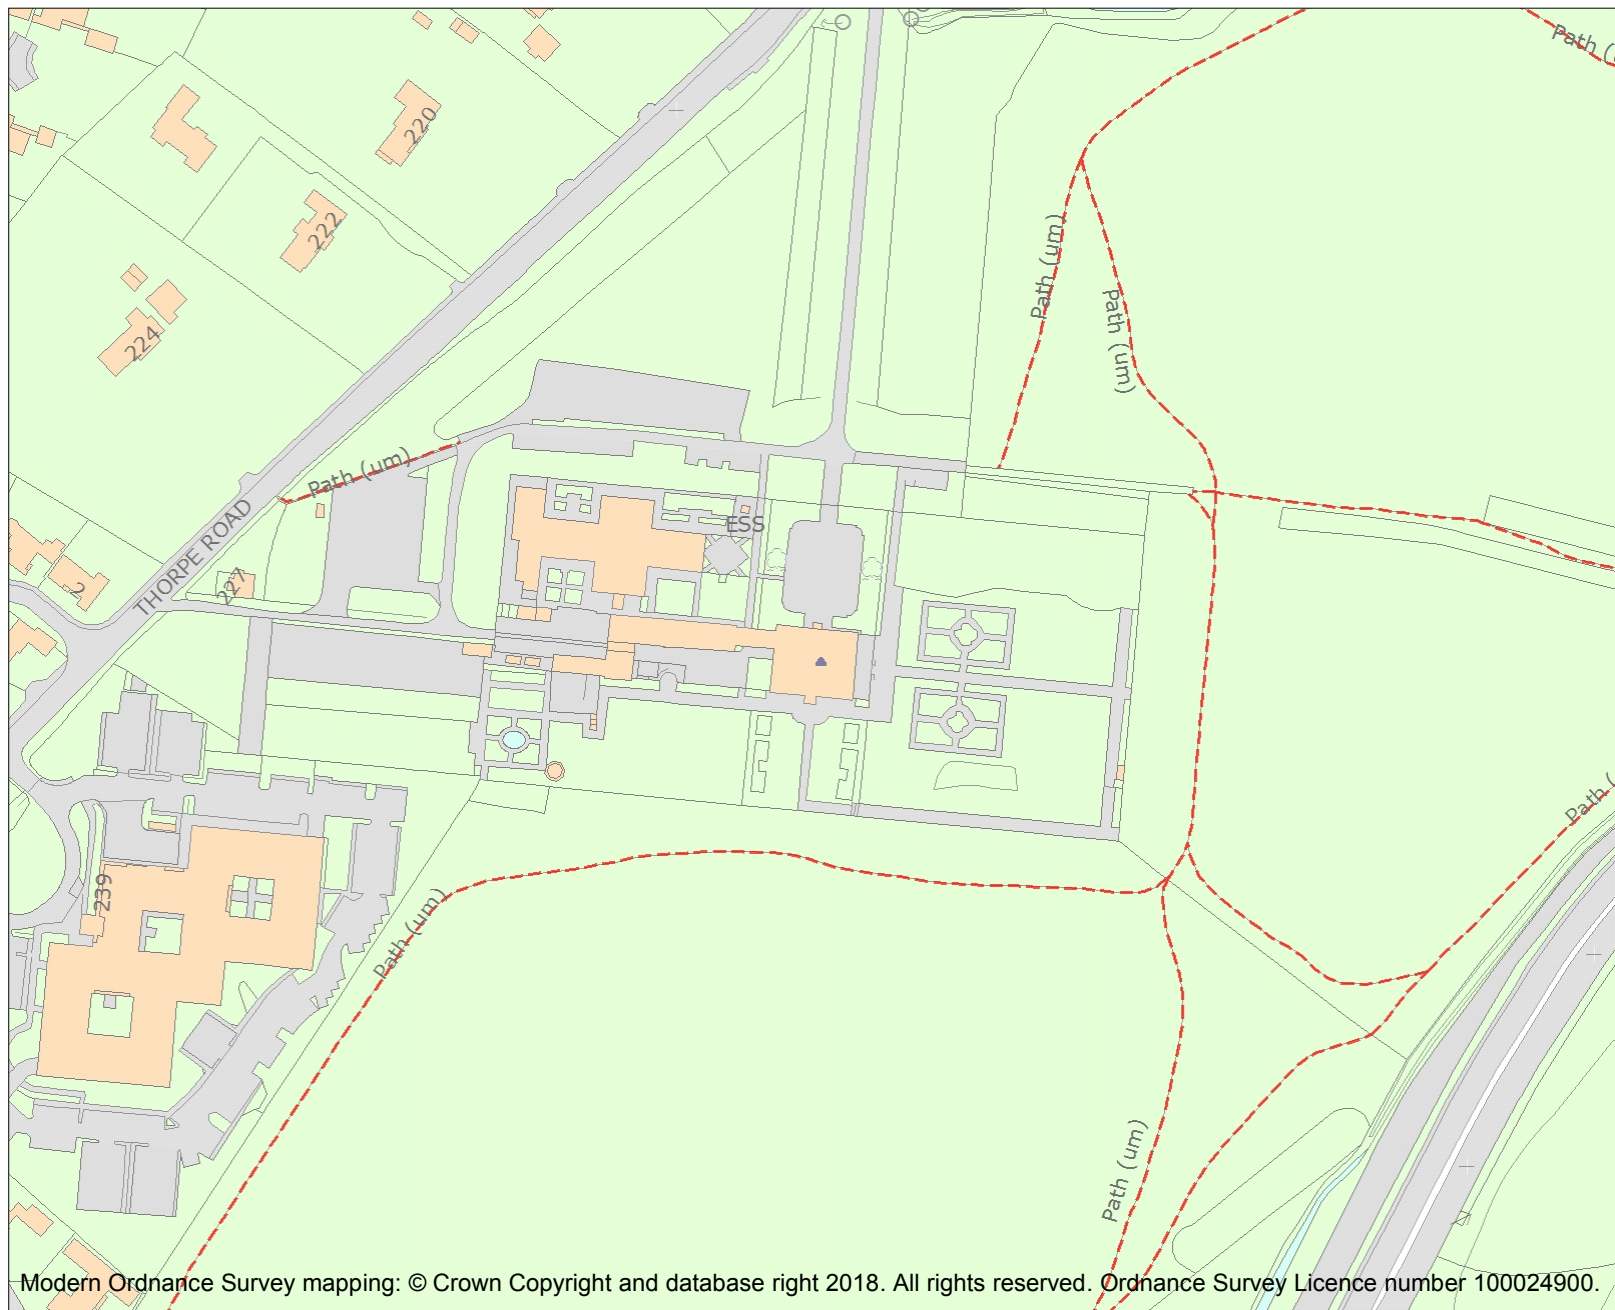 Path (
220
222
Path (um)
Path (um)
224
Path (um)
ESS
THORPE ROAD
2
227
Path (
239
Path (um)
Path (um)
Modern Ordnance Survey mapping: © Crown Copyright and database right 2018. All rights reserved. Ordnance Survey Licence number 100024900.